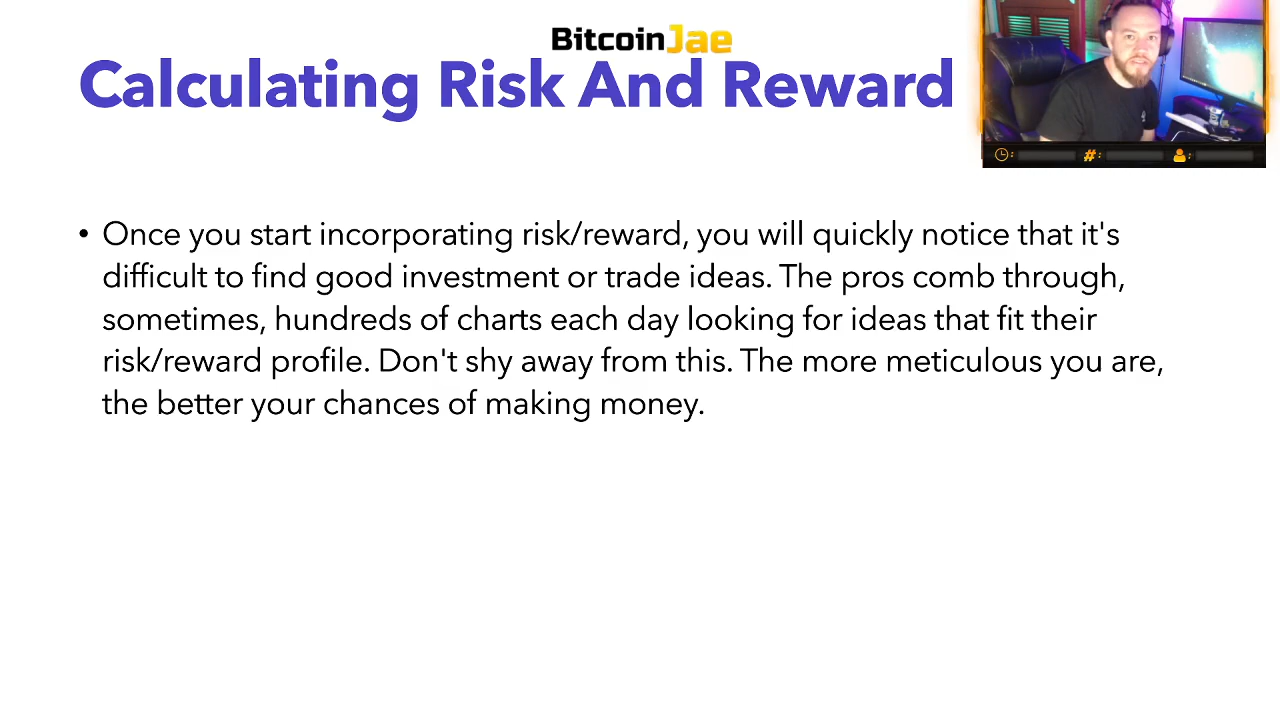 BitcoinJae
Calculating Risk And Reward
• Once you start incorporating risk/reward, you will quickly notice that it's
difficult to find good investment or trade ideas. The pros comb through,
sometimes, hundreds of charts each day looking for ideas that fit their
risk/reward profile. Don't shy away from this. The more meticulous you are,
the better your chances of making money.
#: